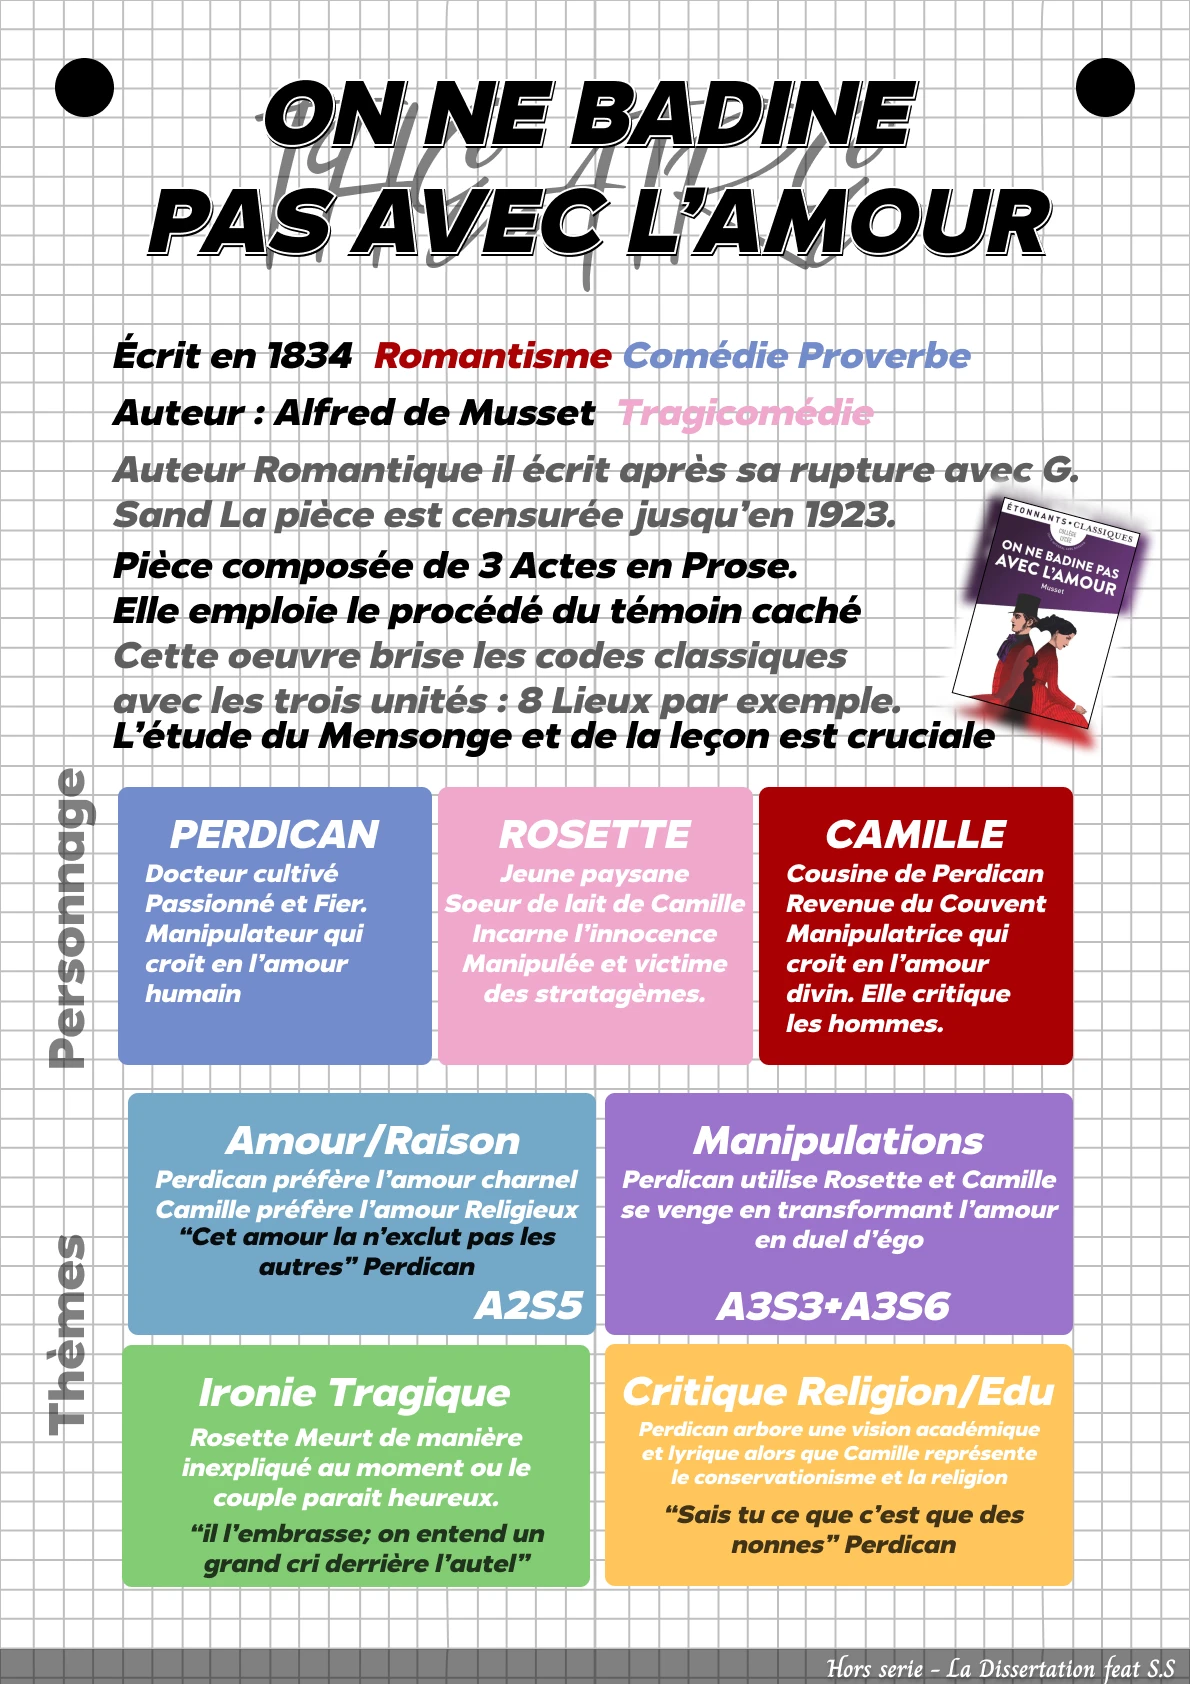 THÉÂTRE
ON NE BADINE
PAS AVEC L'AMOUR
Écrit en 1834 Romantisme Comédie Proverbe
Auteur : Alfred de Musset Tragicomédie
Auteur Romantique il écrit après sa rupture avec G.
Sand La pièce est censurée jusqu'en 1923.
Pièce composée de 3 Actes en Prose.
Elle emploie le procédé du témoin caché
Cette oeuvre brise les codes classiques
avec les trois unités : 8 Lieux par exemple.
L'étude du Mensonge et de la leçon est cruciale
ÉTONNANTS • CLASSIQUES
COLLÈGE
LYCÉE
ON NE BADINE PAS
AVEC L'AMOUR
Musset
Personnage
PERDICAN
Docteur cultivé
Passionné et Fier.
Manipulateur qui
croit en l'amour
humain
ROSETTE
Jeune paysane
Soeur de lait de Camille
Incarne l'innocence
Manipulée et victime
des stratagèmes.
CAMILLE
Cousine de Perdican
Revenue du Couvent
Manipulatrice qui
croit en l'amour
divin. Elle critique
les hommes.
Thèmes
Amour/Raison
Perdican préfère l'amour charnel
Camille préfère l'amour Religieux
“Cet amour la n'exclut pas les
autres” Perdican
A2S5
Manipulations
Perdican utilise Rosette et Camille
se venge en transformant l'amour
en duel d'égo
A3S3+A3S6
Ironie Tragique
Rosette Meurt de manière
inexpliqué au moment ou le
couple parait heureux.
“il l'embrasse; on entend un
grand cri derrière l'autel”
Critique Religion/Edu
Perdican arbore une vision académique
et lyrique alors que Camille représente
le conservationisme et la religion
“Sais tu ce que c'est que des
nonnes” Perdican
Hors serie - La Dissertation feat S.S